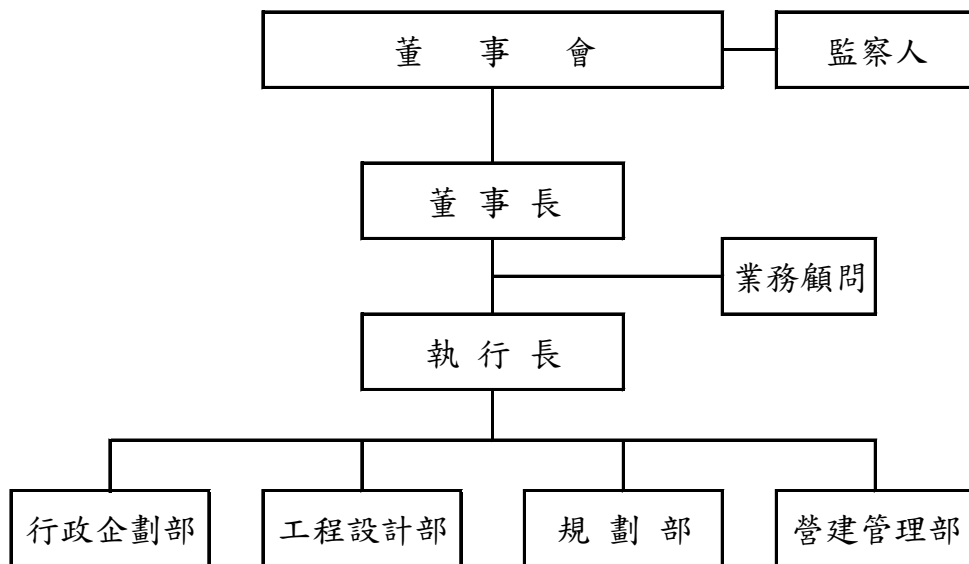 董事會
監察人
董事長
業務顧問
執行長
行政企劃部
工程設計部
規劃部
營建管理部